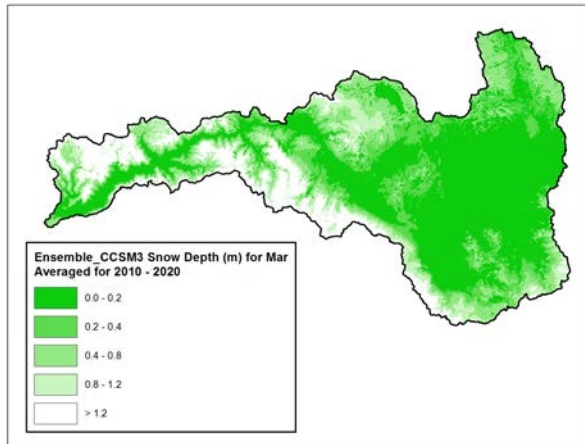 Ensemble_CCSM3 Snow Depth (m) for Mar
Averaged for 2010 - 2020
0.0 - 0.2
0.2 - 0.4
0.4 - 0.8
0.8 - 1.2
> 1.2